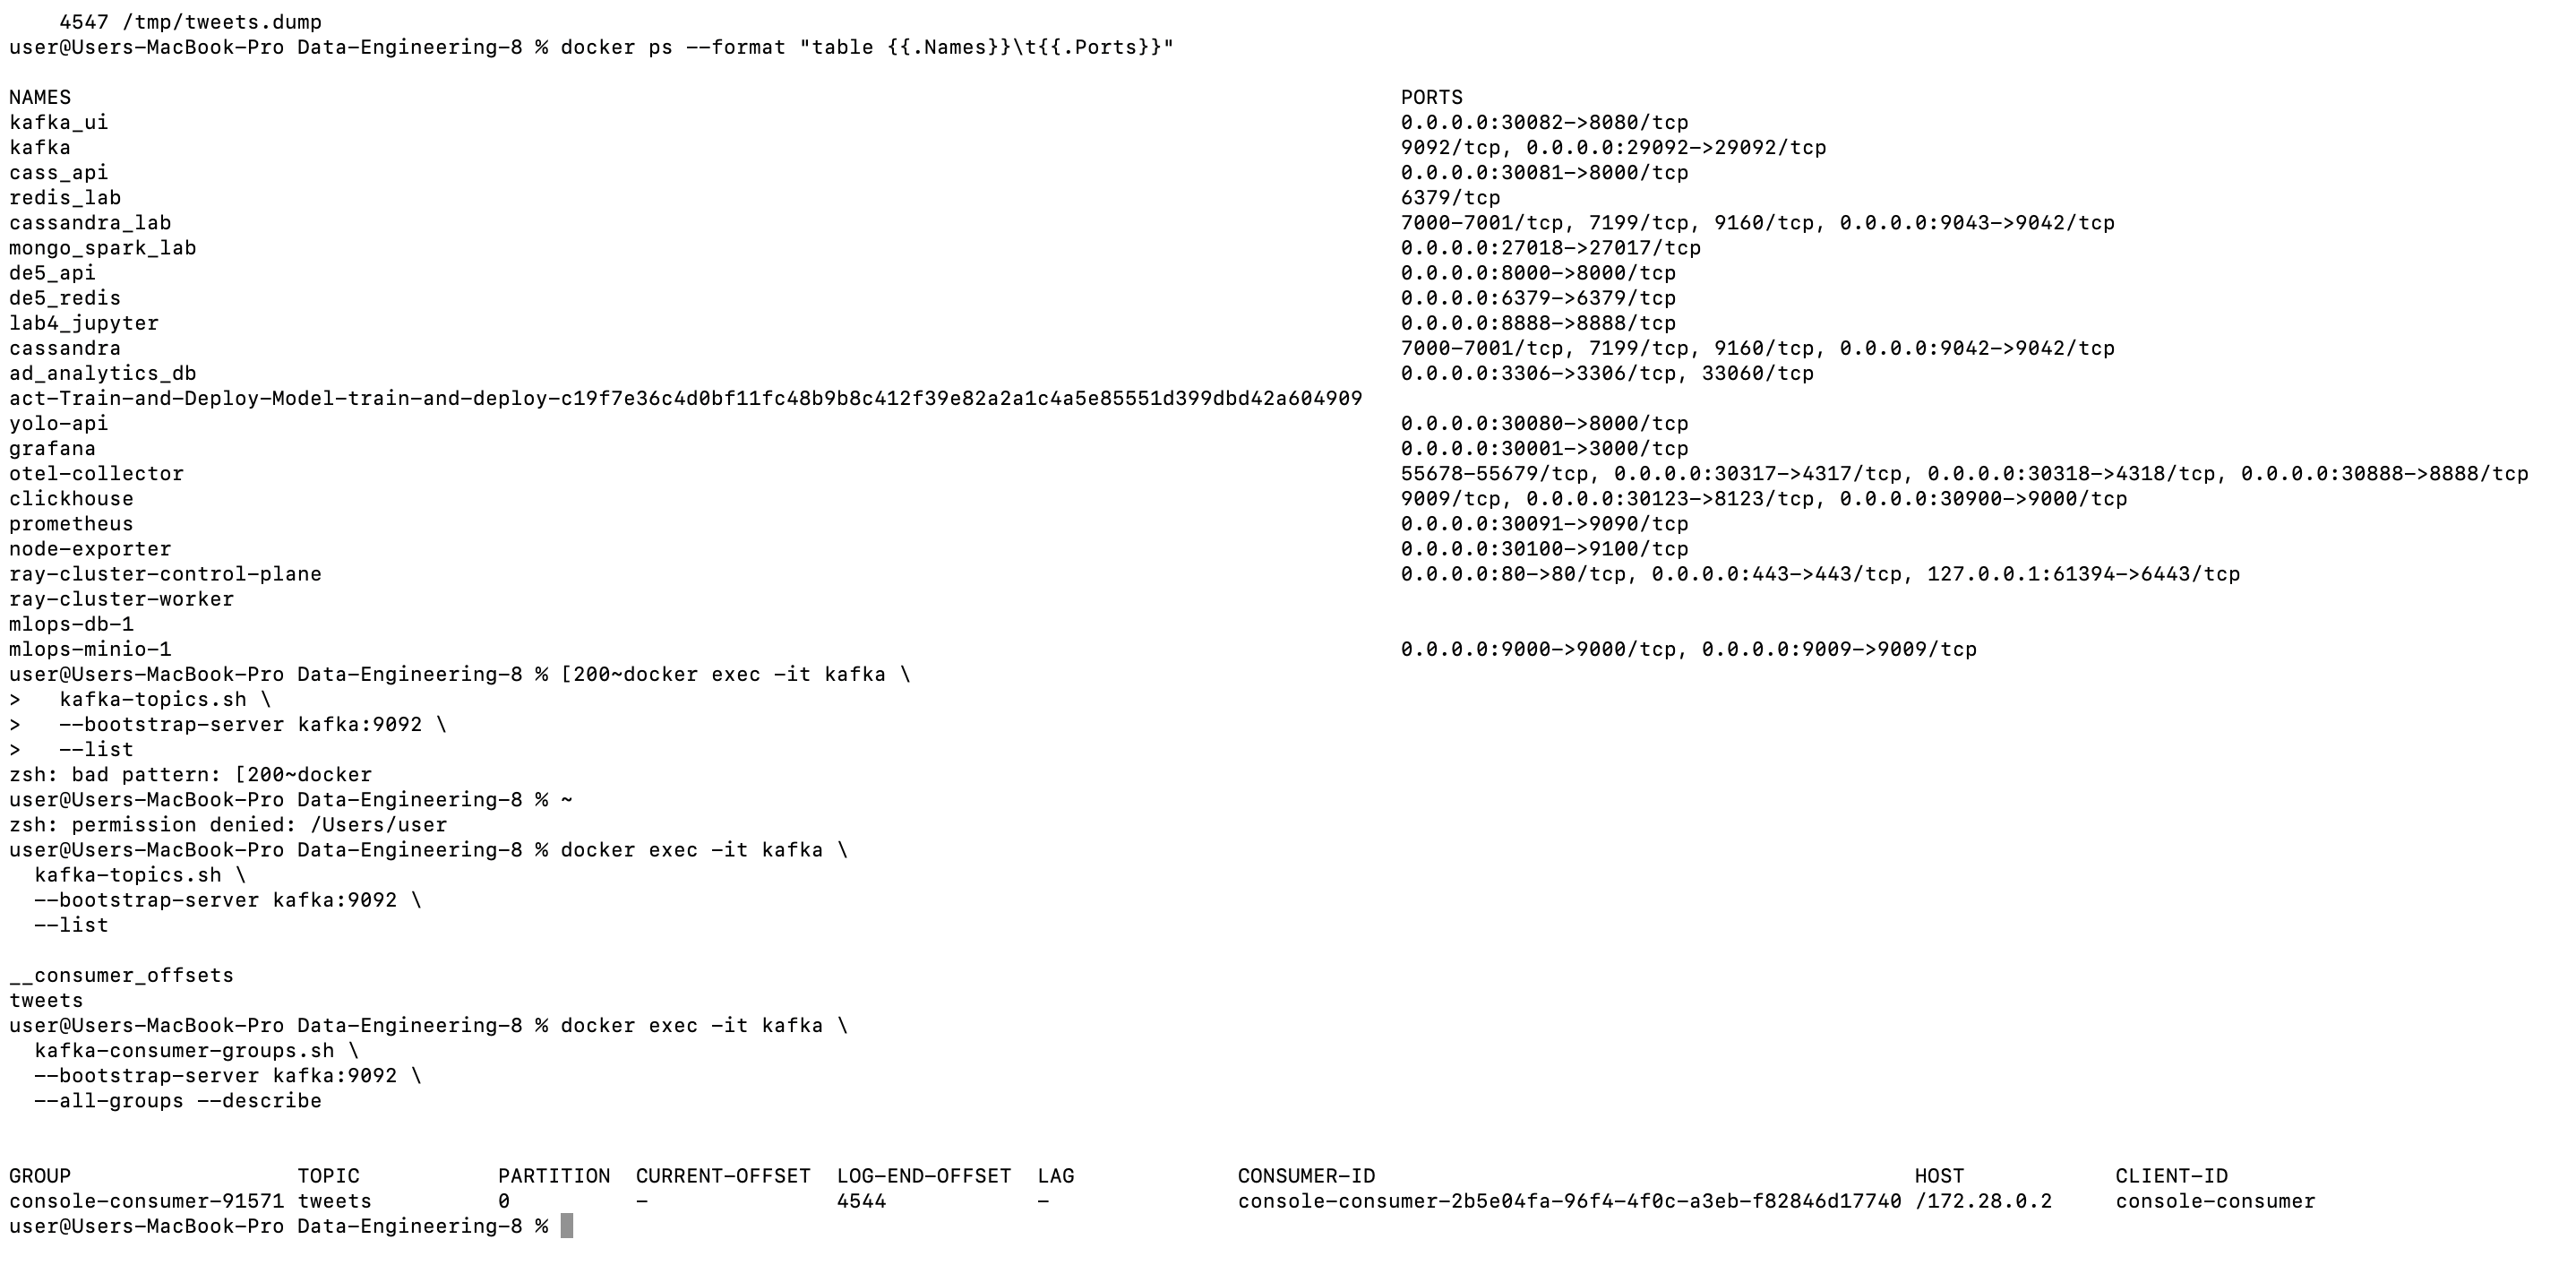 4547 /tmp/tweets.dump
user@Users-MacBook-Pro Data-Engineering-8 % docker ps --format "table {{.Names}}\t{{.Ports}}"
NAMES PORTS
kafka_ui 0.0.0.0:30082->8080/tcp
kafka 9092/tcp, 0.0.0.0:29092->29092/tcp
cass_api 0.0.0.0:30081->8000/tcp
redis_lab 6379/tcp
cassandra_lab 7000-7001/tcp, 7199/tcp, 9160/tcp, 0.0.0.0:9043->9042/tcp
mongo_spark_lab 0.0.0.0:27018->27017/tcp
de5_api 0.0.0.0:8000->8000/tcp
de5_redis 0.0.0.0:6379->6379/tcp
lab4_jupyter 0.0.0.0:8888->8888/tcp
cassandra 7000-7001/tcp, 7199/tcp, 9160/tcp, 0.0.0.0:9042->9042/tcp
ad_analytics_db 0.0.0.0:3306->3306/tcp, 33060/tcp
act-Train-and-Deploy-Model-train-and-deploy-c19f7e36c4d0bf11fc48b9b8c412f39e82a2a1c4a5e85551d399dbd42a604909
yolo-api 0.0.0.0:30080->8000/tcp
grafana 0.0.0.0:30001->3000/tcp
otel-collector 55678-55679/tcp, 0.0.0.0:30317->4317/tcp, 0.0.0.0:30318->4318/tcp, 0.0.0.0:30888->8888/tcp
clickhouse 9009/tcp, 0.0.0.0:30123->8123/tcp, 0.0.0.0:30900->9000/tcp
prometheus 0.0.0.0:30091->9090/tcp
node-exporter 0.0.0.0:30100->9100/tcp
ray-cluster-control-plane 0.0.0.0:80->80/tcp, 0.0.0.0:443->443/tcp, 127.0.0.1:61394->6443/tcp
ray-cluster-worker
mlops-db-1
mlops-minio-1 0.0.0.0:9000->9000/tcp, 0.0.0.0:9009->9009/tcp
user@Users-MacBook-Pro Data-Engineering-8 % [200~docker exec -it kafka \
>   kafka-topics.sh \
>   --bootstrap-server kafka:9092 \
>   --list
zsh: bad pattern: [200~docker
user@Users-MacBook-Pro Data-Engineering-8 % ~
zsh: permission denied: /Users/user
user@Users-MacBook-Pro Data-Engineering-8 % docker exec -it kafka \
  kafka-topics.sh \
  --bootstrap-server kafka:9092 \
  --list
__consumer_offsets
tweets
user@Users-MacBook-Pro Data-Engineering-8 % docker exec -it kafka \
  kafka-consumer-groups.sh \
  --bootstrap-server kafka:9092 \
  --all-groups --describe
GROUP TOPIC PARTITION CURRENT-OFFSET LOG-END-OFFSET LAG CONSUMER-ID HOST CLIENT-ID
console-consumer-91571 tweets 0 - 4544 - console-consumer-2b5e04fa-96f4-4f0c-a3eb-f82846d17740 /172.28.0.2 console-consumer
user@Users-MacBook-Pro Data-Engineering-8 %